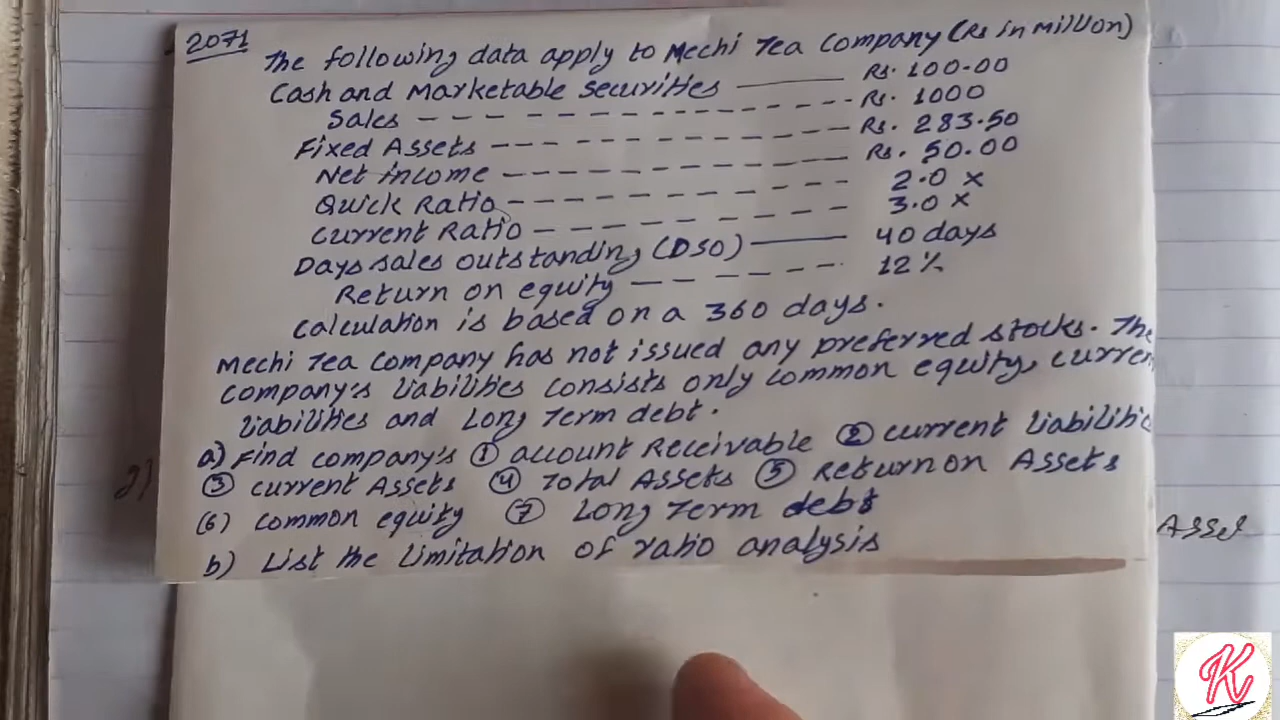 2071
The following data apply to Mechi Tea Company (Rs in Million)
Cash and Marketable Securities ——— Rs. 100.00
Sales - - - - - - - - - - - - Rs. 1000
Fixed Assets - - - - - - - - - - - Rs. 283.50
Net income - - - - - - - - - - - Rs. 50.00
Quick Ratio - - - - - - - - - - - 2.0 x
Current Ratio - - - - - - - - - - 3.0 x
Days sales outstanding (DSO) ——— 40 days
Return on equity - - - - - - - 12 %
Calculation is based on a 360 days.
Mechi Tea Company has not issued any preferred stocks. The
company's liabilities consists only common equity, curren
liabilities and Long Term debt.
a) Find company's ① account Receivable ② current liabilitie
③ current Assets ④ Total Assets ⑤ Return on Assets
(6) common equity ⑦ Long Term debt
b) List the limitation of ratio analysis
Asset
K